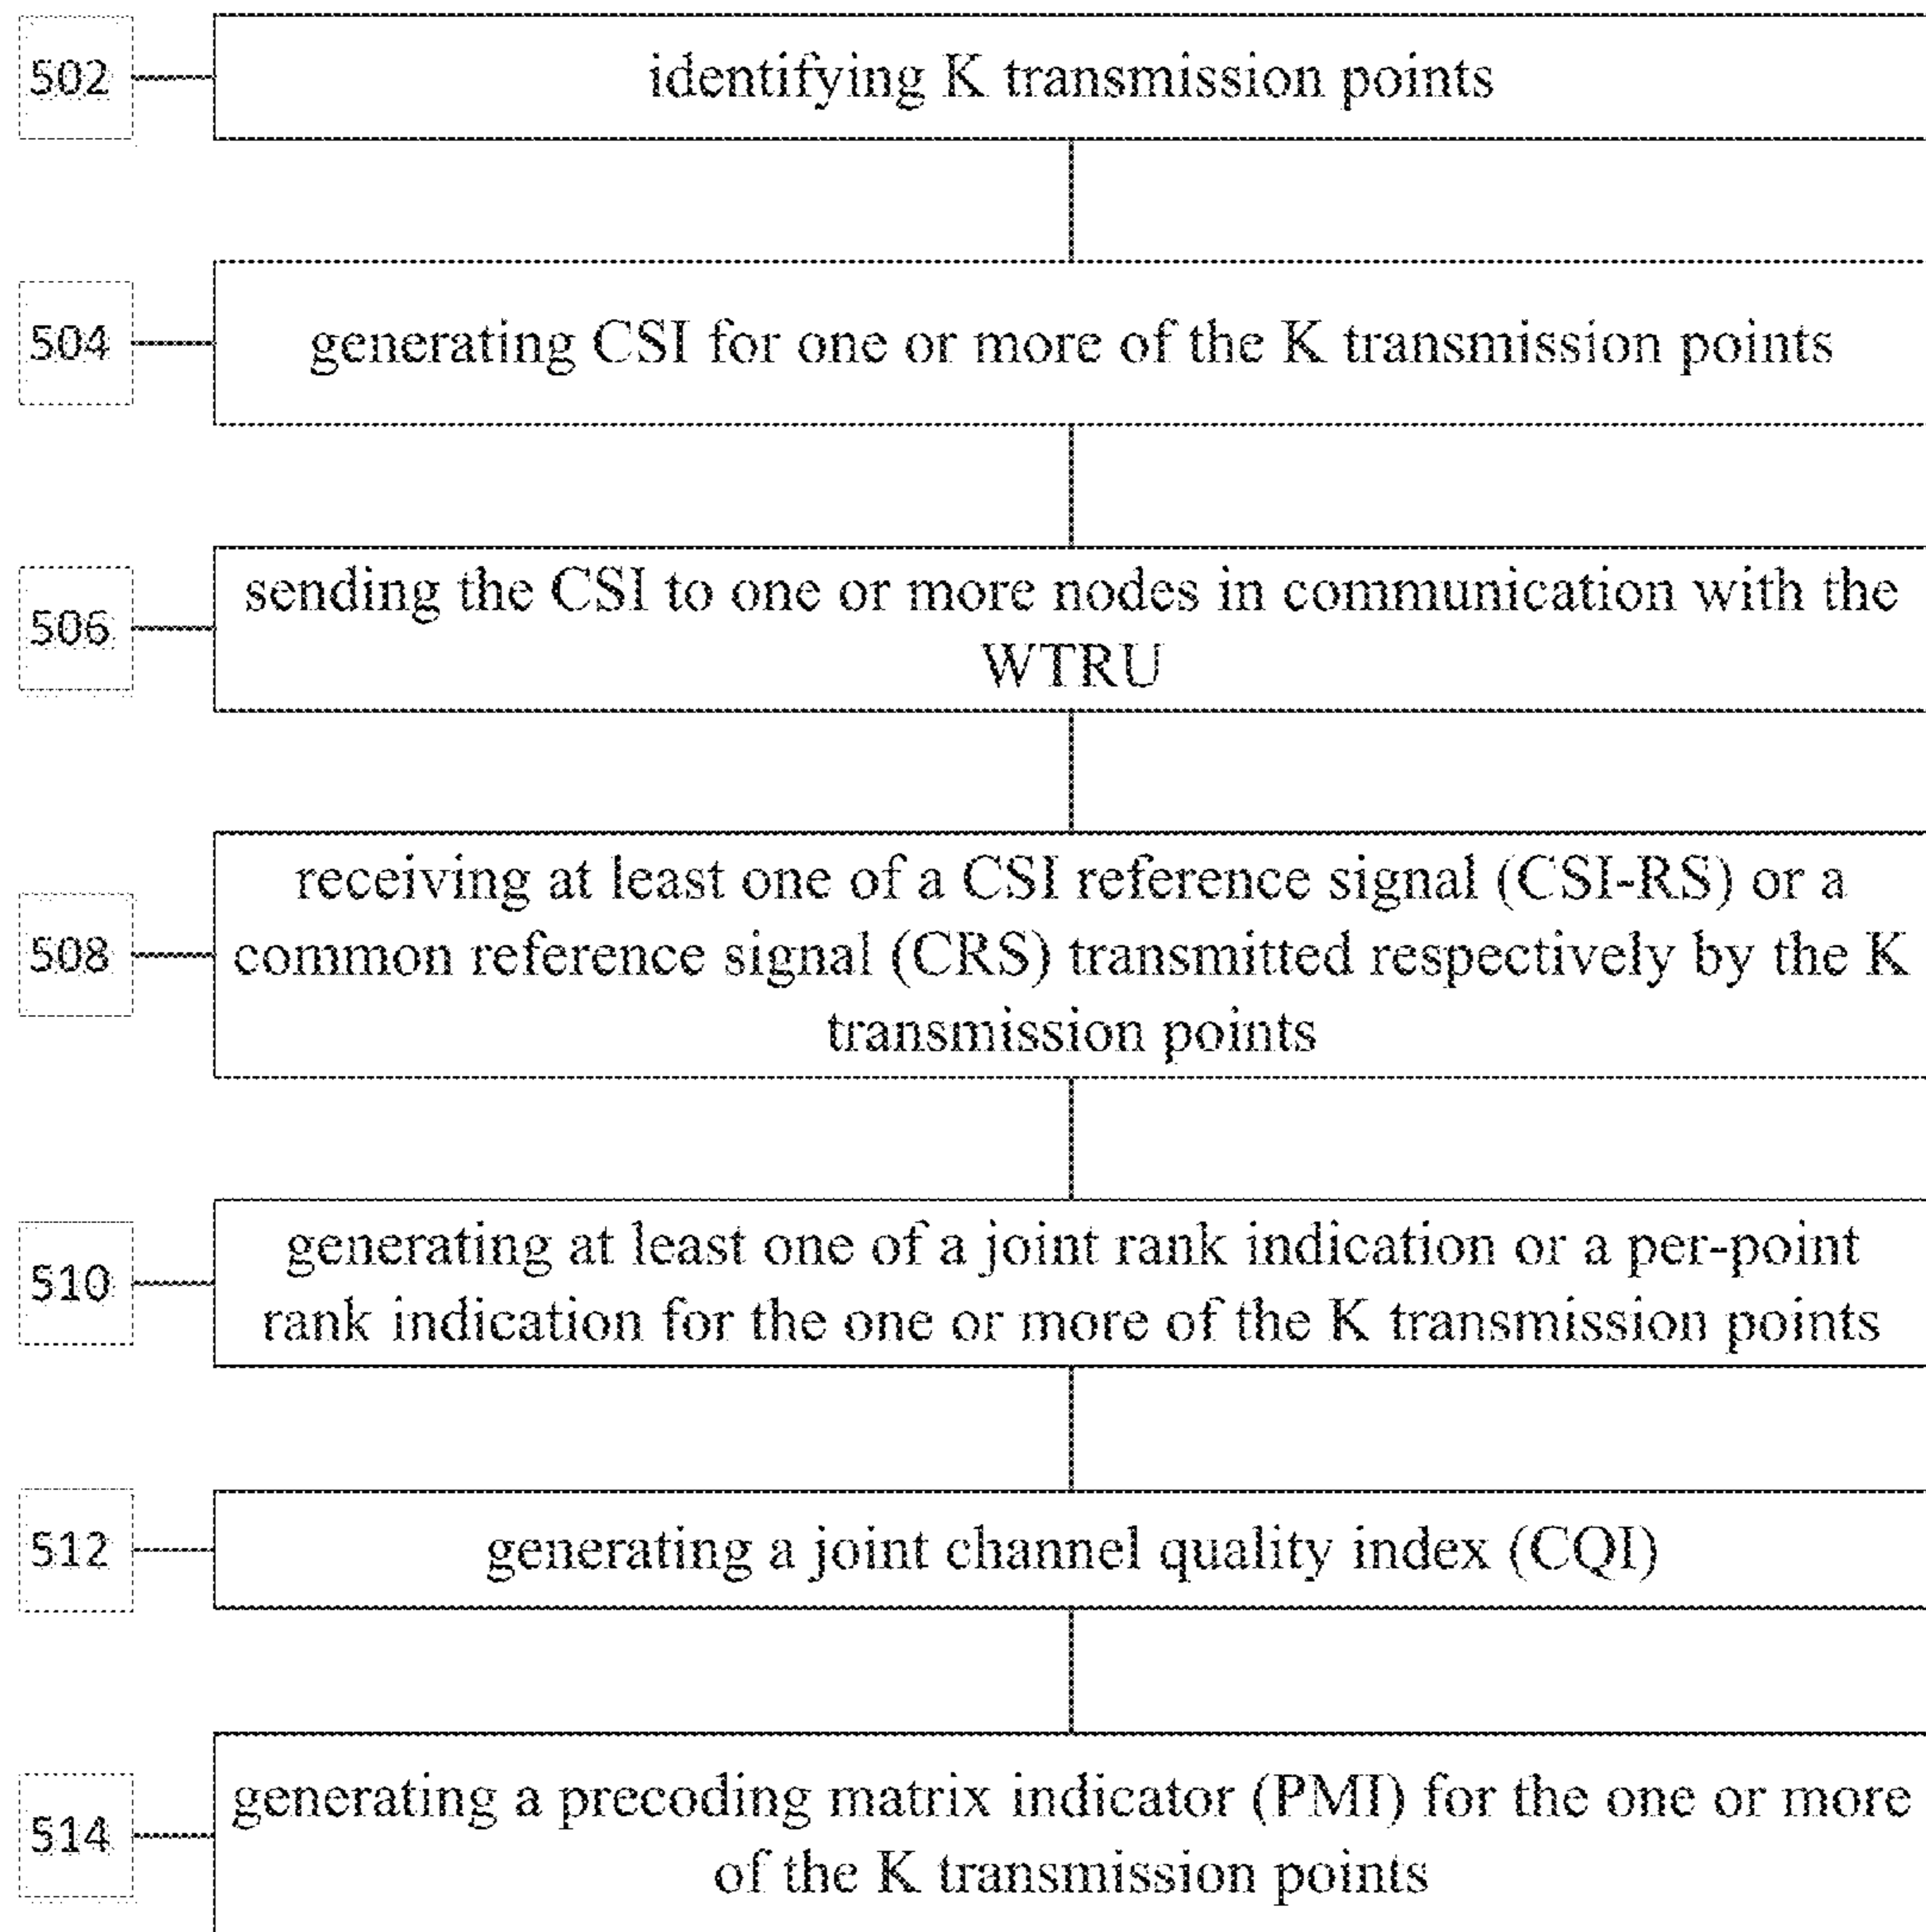 502
identifying K transmission points
504
generating CSI for one or more of the K transmission points
506
sending the CSI to one or more nodes in communication with the
WTRU
508
receiving at least one of a CSI reference signal (CSI-RS) or a
common reference signal (CRS) transmitted respectively by the K
transmission points
510
generating at least one of a joint rank indication or a per-point
rank indication for the one or more of the K transmission points
512
generating a joint channel quality index (CQI)
514
generating a precoding matrix indicator (PMI) for the one or more
of the K transmission points